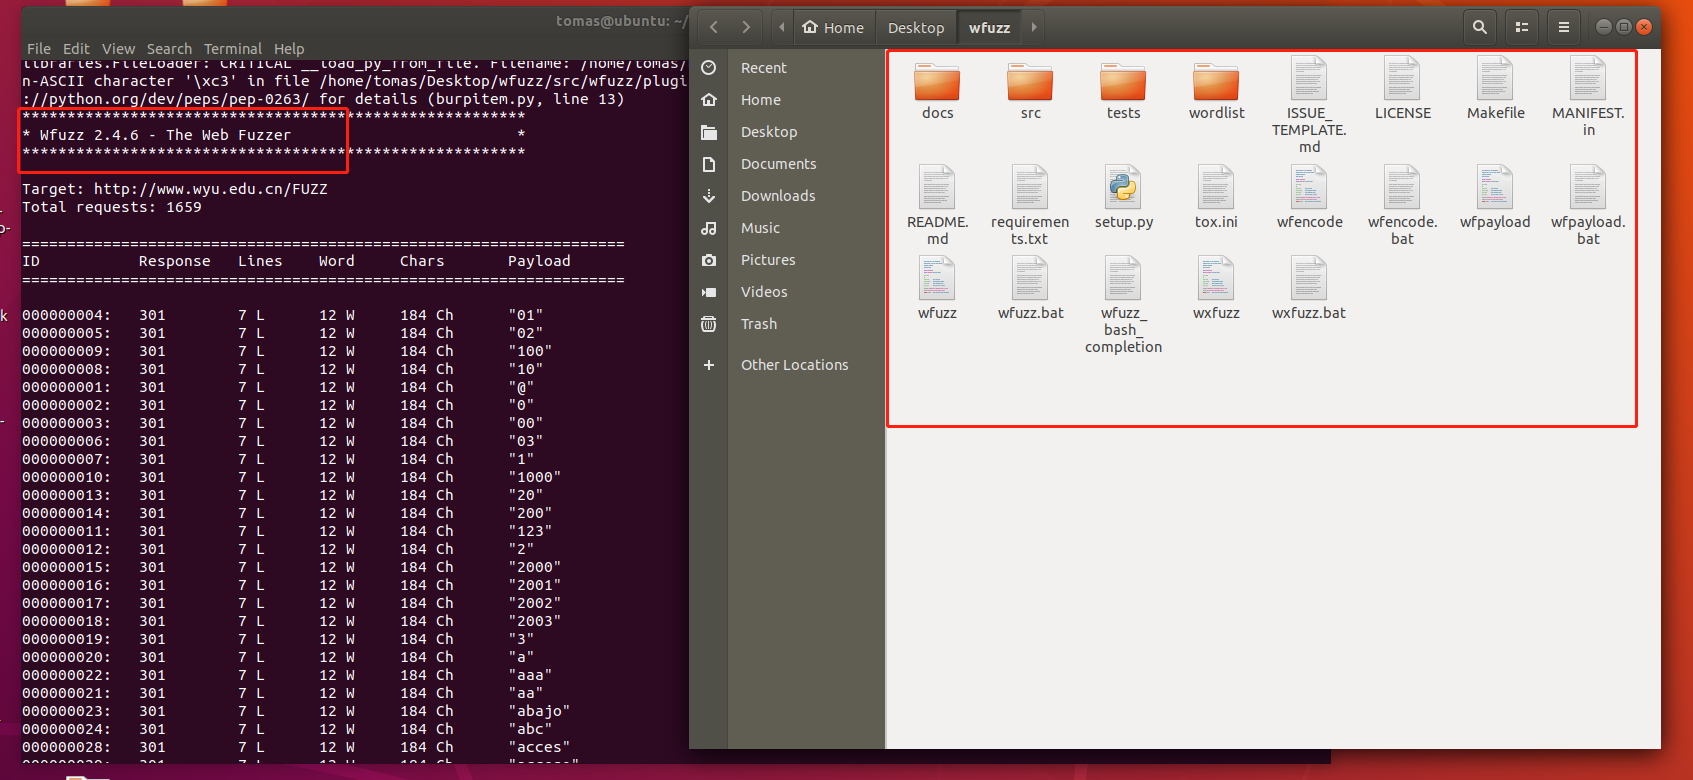 tomas@ubuntu: ~/
File Edit View Search Terminal Help
libraries.FileLoader: CRITICAL __load_py_from_file. Filename: /home/tomas/
n-ASCII character '\xc3' in file /home/tomas/Desktop/wfuzz/src/wfuzz/plugi
://python.org/dev/peps/pep-0263/ for details (burpitem.py, line 13)
********************************************************
* Wfuzz 2.4.6 - The Web Fuzzer                         *
********************************************************
Target: http://www.wyu.edu.cn/FUZZ
Total requests: 1659
===================================================================
ID Response Lines Word Chars Payload
===================================================================
000000004: 301 7 L 12 W 184 Ch "01"
000000005: 301 7 L 12 W 184 Ch "02"
000000009: 301 7 L 12 W 184 Ch "100"
000000008: 301 7 L 12 W 184 Ch "10"
000000001: 301 7 L 12 W 184 Ch "@"
000000002: 301 7 L 12 W 184 Ch "0"
000000003: 301 7 L 12 W 184 Ch "00"
000000006: 301 7 L 12 W 184 Ch "03"
000000007: 301 7 L 12 W 184 Ch "1"
000000010: 301 7 L 12 W 184 Ch "1000"
000000013: 301 7 L 12 W 184 Ch "20"
000000014: 301 7 L 12 W 184 Ch "200"
000000011: 301 7 L 12 W 184 Ch "123"
000000012: 301 7 L 12 W 184 Ch "2"
000000015: 301 7 L 12 W 184 Ch "2000"
000000016: 301 7 L 12 W 184 Ch "2001"
000000017: 301 7 L 12 W 184 Ch "2002"
000000018: 301 7 L 12 W 184 Ch "2003"
000000019: 301 7 L 12 W 184 Ch "3"
000000020: 301 7 L 12 W 184 Ch "a"
000000022: 301 7 L 12 W 184 Ch "aaa"
000000021: 301 7 L 12 W 184 Ch "aa"
000000023: 301 7 L 12 W 184 Ch "abajo"
000000024: 301 7 L 12 W 184 Ch "abc"
000000028: 301 7 L 12 W 184 Ch "acces"
Home Desktop wfuzz
Recent
Home
Desktop
Documents
Downloads
Music
Pictures
Videos
Trash
Other Locations
docs
src
tests
wordlist
ISSUE_
TEMPLATE.
md
LICENSE
Makefile
MANIFEST.
in
README.
md
requiremen
ts.txt
setup.py
tox.ini
wfencode
wfencode.
bat
wfpayload
wfpayload.
bat
wfuzz
wfuzz.bat
wfuzz_
bash_
completion
wxfuzz
wxfuzz.bat